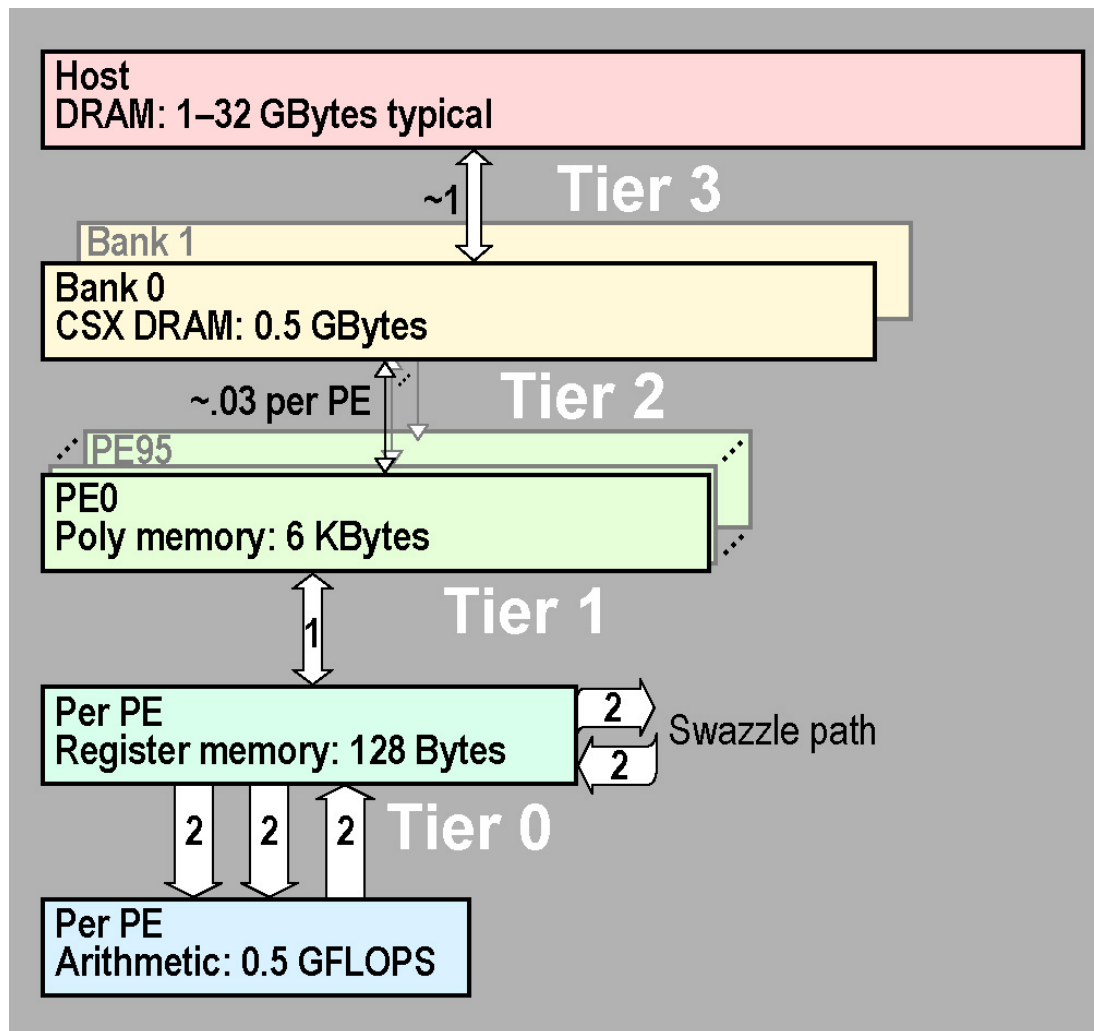 Host
DRAM: 1–32 GBytes typical
~1
Tier 3
Bank 1
Bank 0
CSX DRAM: 0.5 GBytes
~.03 per PE
Tier 2
PE95
PE0
Poly memory: 6 KBytes
1
Tier 1
Per PE
Register memory: 128 Bytes
2
Swazzle path
2
2
2
2
Tier 0
Per PE
Arithmetic: 0.5 GFLOPS